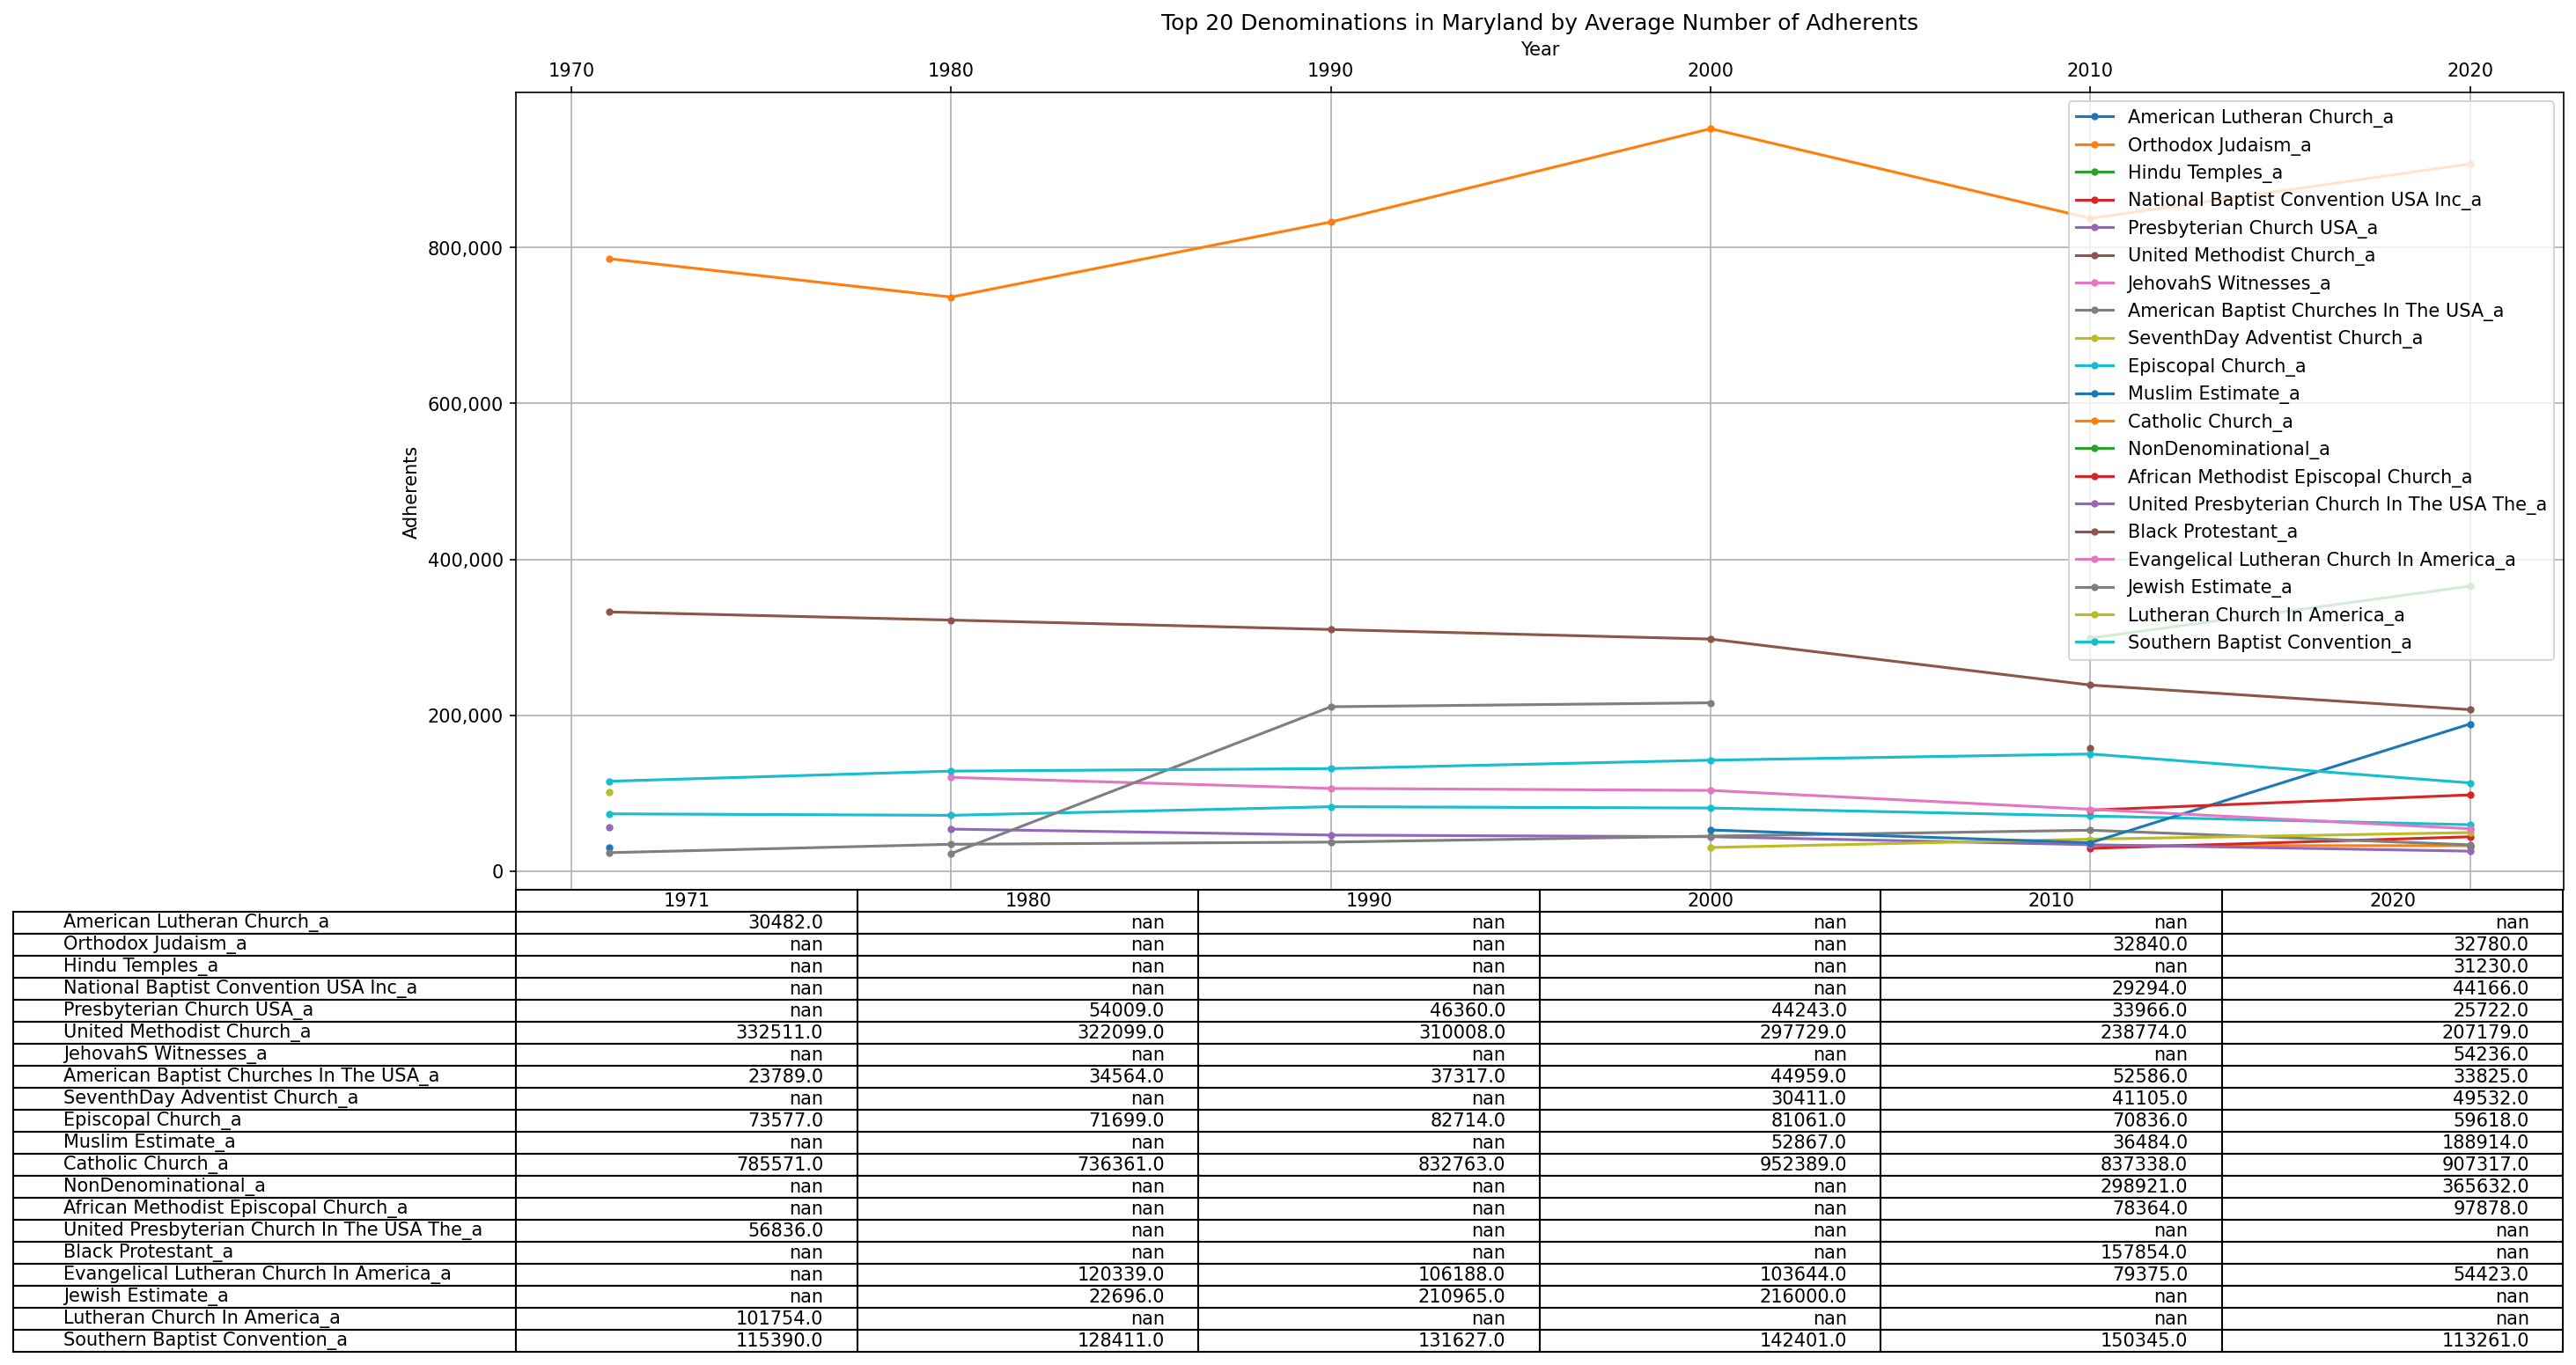 Top 20 Denominations in Maryland by Average Number of Adherents
Year
1970 1980 1990 2000 2010 2020
American Lutheran Church_a
Orthodox Judaism_a
Hindu Temples_a
National Baptist Convention USA Inc_a
Presbyterian Church USA_a
United Methodist Church_a
JehovahS Witnesses_a
American Baptist Churches In The USA_a
SeventhDay Adventist Church_a
Episcopal Church_a
Muslim Estimate_a
Catholic Church_a
NonDenominational_a
African Methodist Episcopal Church_a
United Presbyterian Church In The USA The_a
Black Protestant_a
Evangelical Lutheran Church In America_a
Jewish Estimate_a
Lutheran Church In America_a
Southern Baptist Convention_a
Adherents
800,000
600,000
400,000
200,000
0
1971 1980 1990 2000 2010 2020
American Lutheran Church_a 30482.0 nan nan nan nan nan
Orthodox Judaism_a nan nan nan nan 32840.0 32780.0
Hindu Temples_a nan nan nan nan nan 31230.0
National Baptist Convention USA Inc_a nan nan nan nan 29294.0 44166.0
Presbyterian Church USA_a nan 54009.0 46360.0 44243.0 33966.0 25722.0
United Methodist Church_a 332511.0 322099.0 310008.0 297729.0 238774.0 207179.0
JehovahS Witnesses_a nan nan nan nan nan 54236.0
American Baptist Churches In The USA_a 23789.0 34564.0 37317.0 44959.0 52586.0 33825.0
SeventhDay Adventist Church_a nan nan nan 30411.0 41105.0 49532.0
Episcopal Church_a 73577.0 71699.0 82714.0 81061.0 70836.0 59618.0
Muslim Estimate_a nan nan nan 52867.0 36484.0 188914.0
Catholic Church_a 785571.0 736361.0 832763.0 952389.0 837338.0 907317.0
NonDenominational_a nan nan nan nan 298921.0 365632.0
African Methodist Episcopal Church_a nan nan nan nan 78364.0 97878.0
United Presbyterian Church In The USA The_a 56836.0 nan nan nan nan nan
Black Protestant_a nan nan nan nan 157854.0 nan
Evangelical Lutheran Church In America_a nan 120339.0 106188.0 103644.0 79375.0 54423.0
Jewish Estimate_a nan 22696.0 210965.0 216000.0 nan nan
Lutheran Church In America_a 101754.0 nan nan nan nan nan
Southern Baptist Convention_a 115390.0 128411.0 131627.0 142401.0 150345.0 113261.0